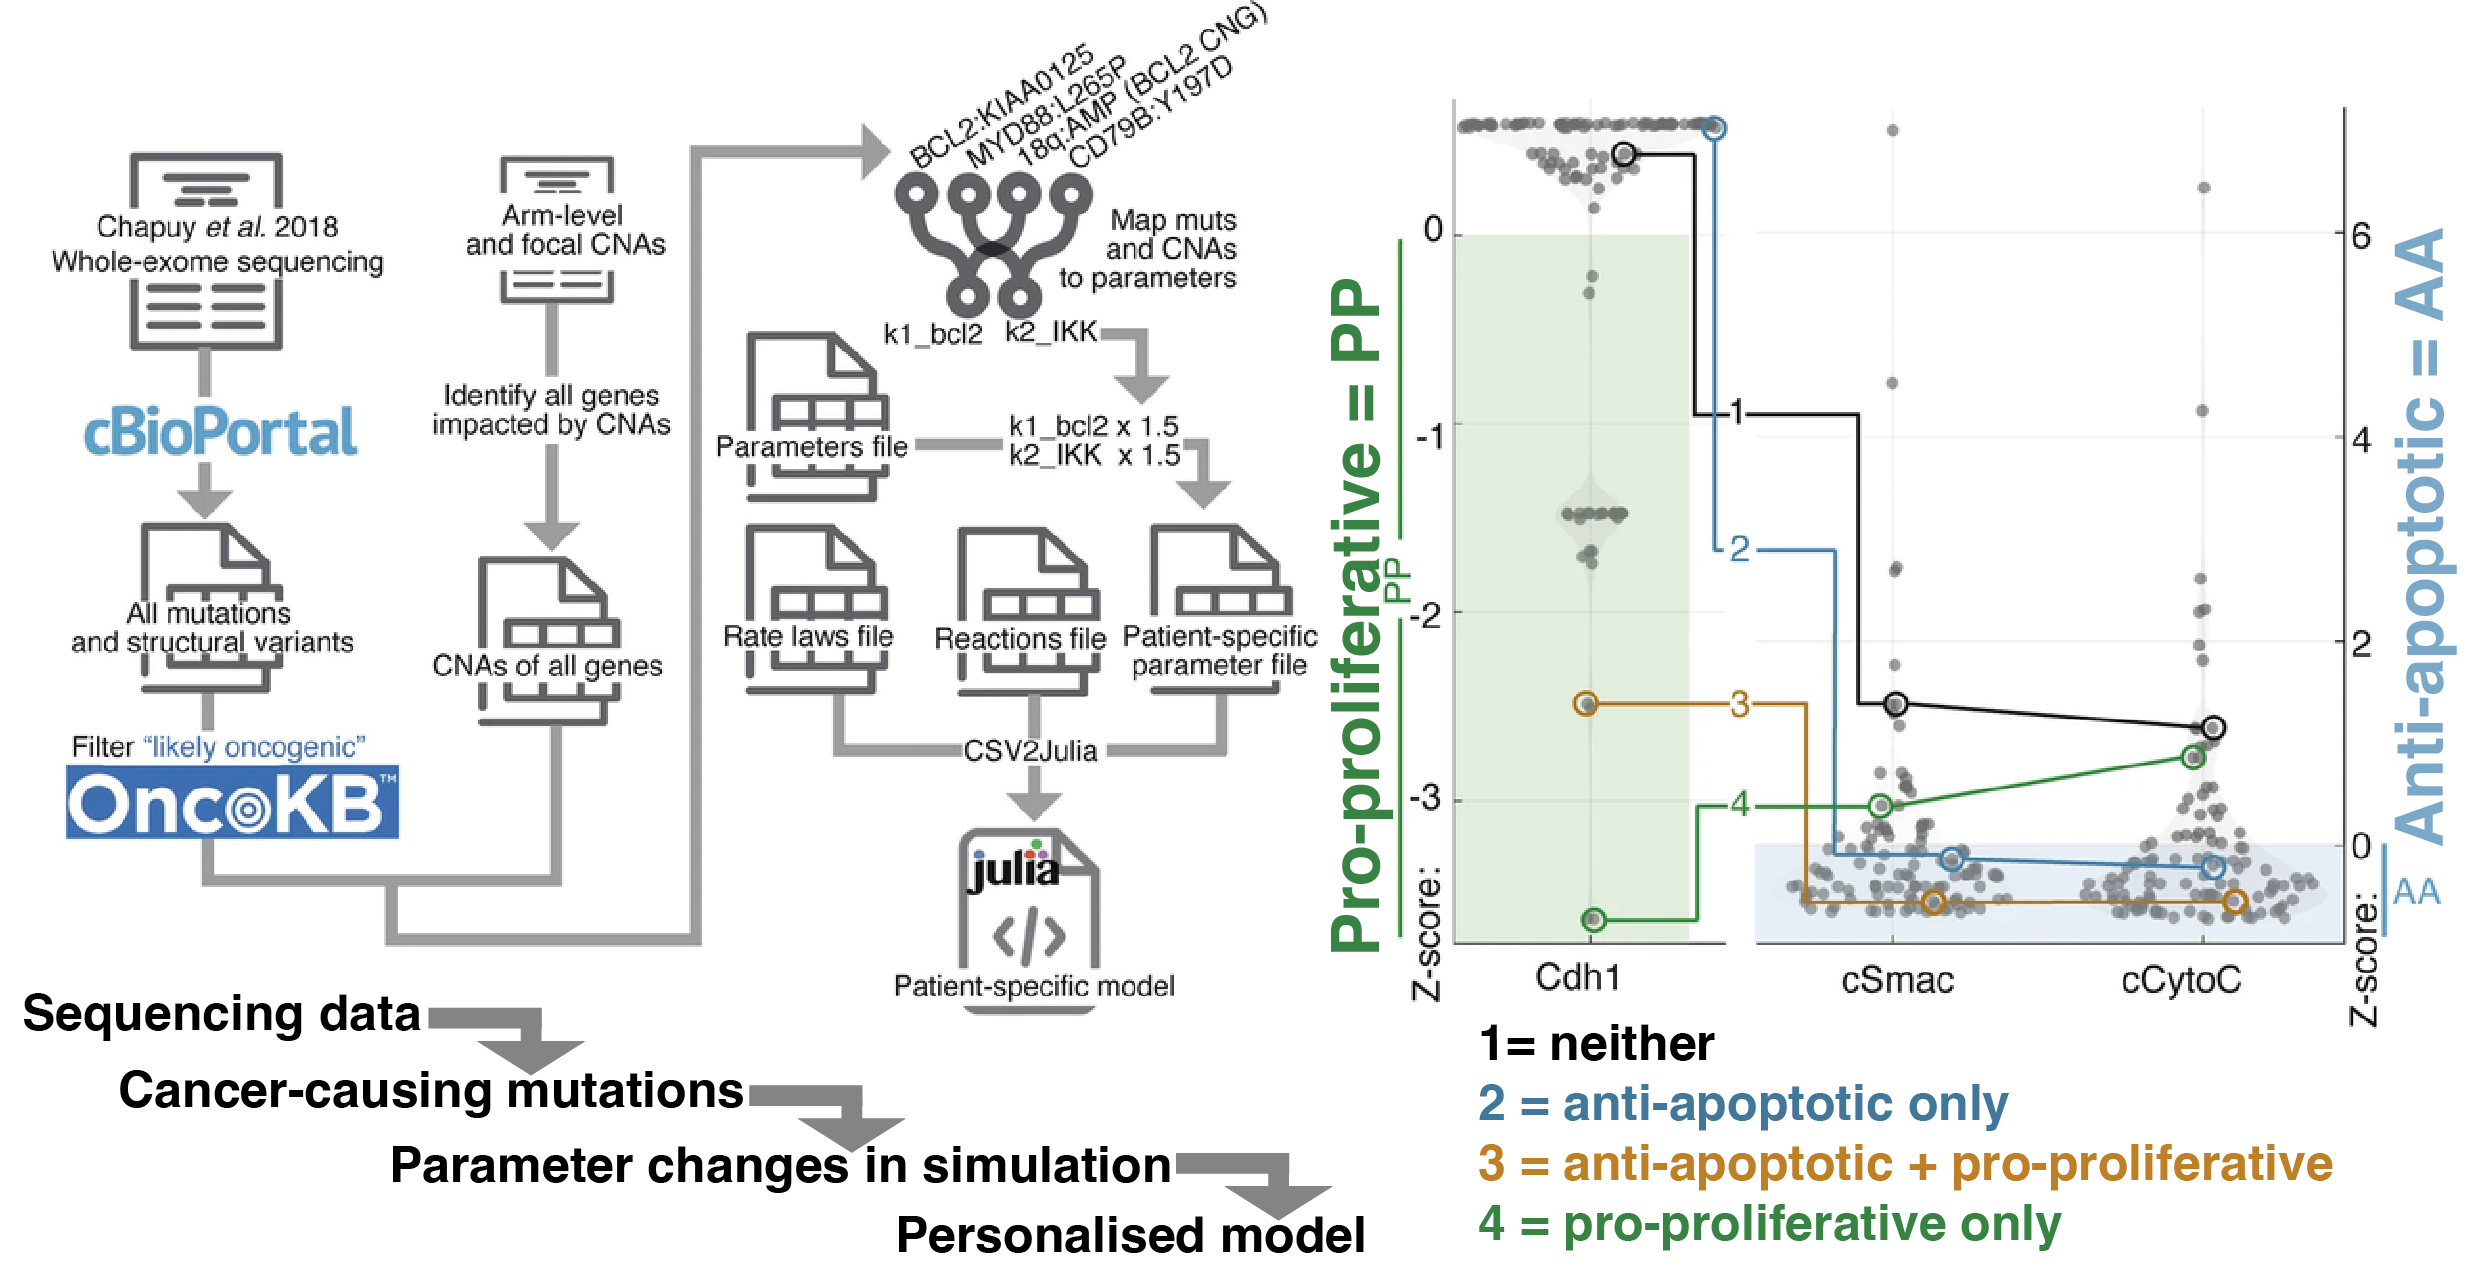 Chapuy et al. 2018
Whole-exome sequencing
cBioPortal
All mutations
and structural variants
Filter “likely oncogenic”
OncoKB™
Arm-level
and focal CNAs
Identify all genes
impacted by CNAs
CNAs of all genes
BCL2:KIAA0125
MYD88:L265P
18q:AMP (BCL2 CNG)
CD79B:Y197D
Map muts
and CNAs
to parameters
k1_bcl2
k2_IKK
Parameters file
k1_bcl2 x 1.5
k2_IKK x 1.5
Rate laws file
Reactions file
Patient-specific
parameter file
CSV2Julia
julia
</>
Patient-specific model
Sequencing data
Cancer-causing mutations
Parameter changes in simulation
Personalised model
Pro-proliferative = PP
PP
Z-score:
0
-1
-2
-3
1
2
3
4
Cdh1
cSmac
cCytoC
6
4
2
0
Z-score:
AA
Anti-apoptotic = AA
1= neither
2 = anti-apoptotic only
3 = anti-apoptotic + pro-proliferative
4 = pro-proliferative only